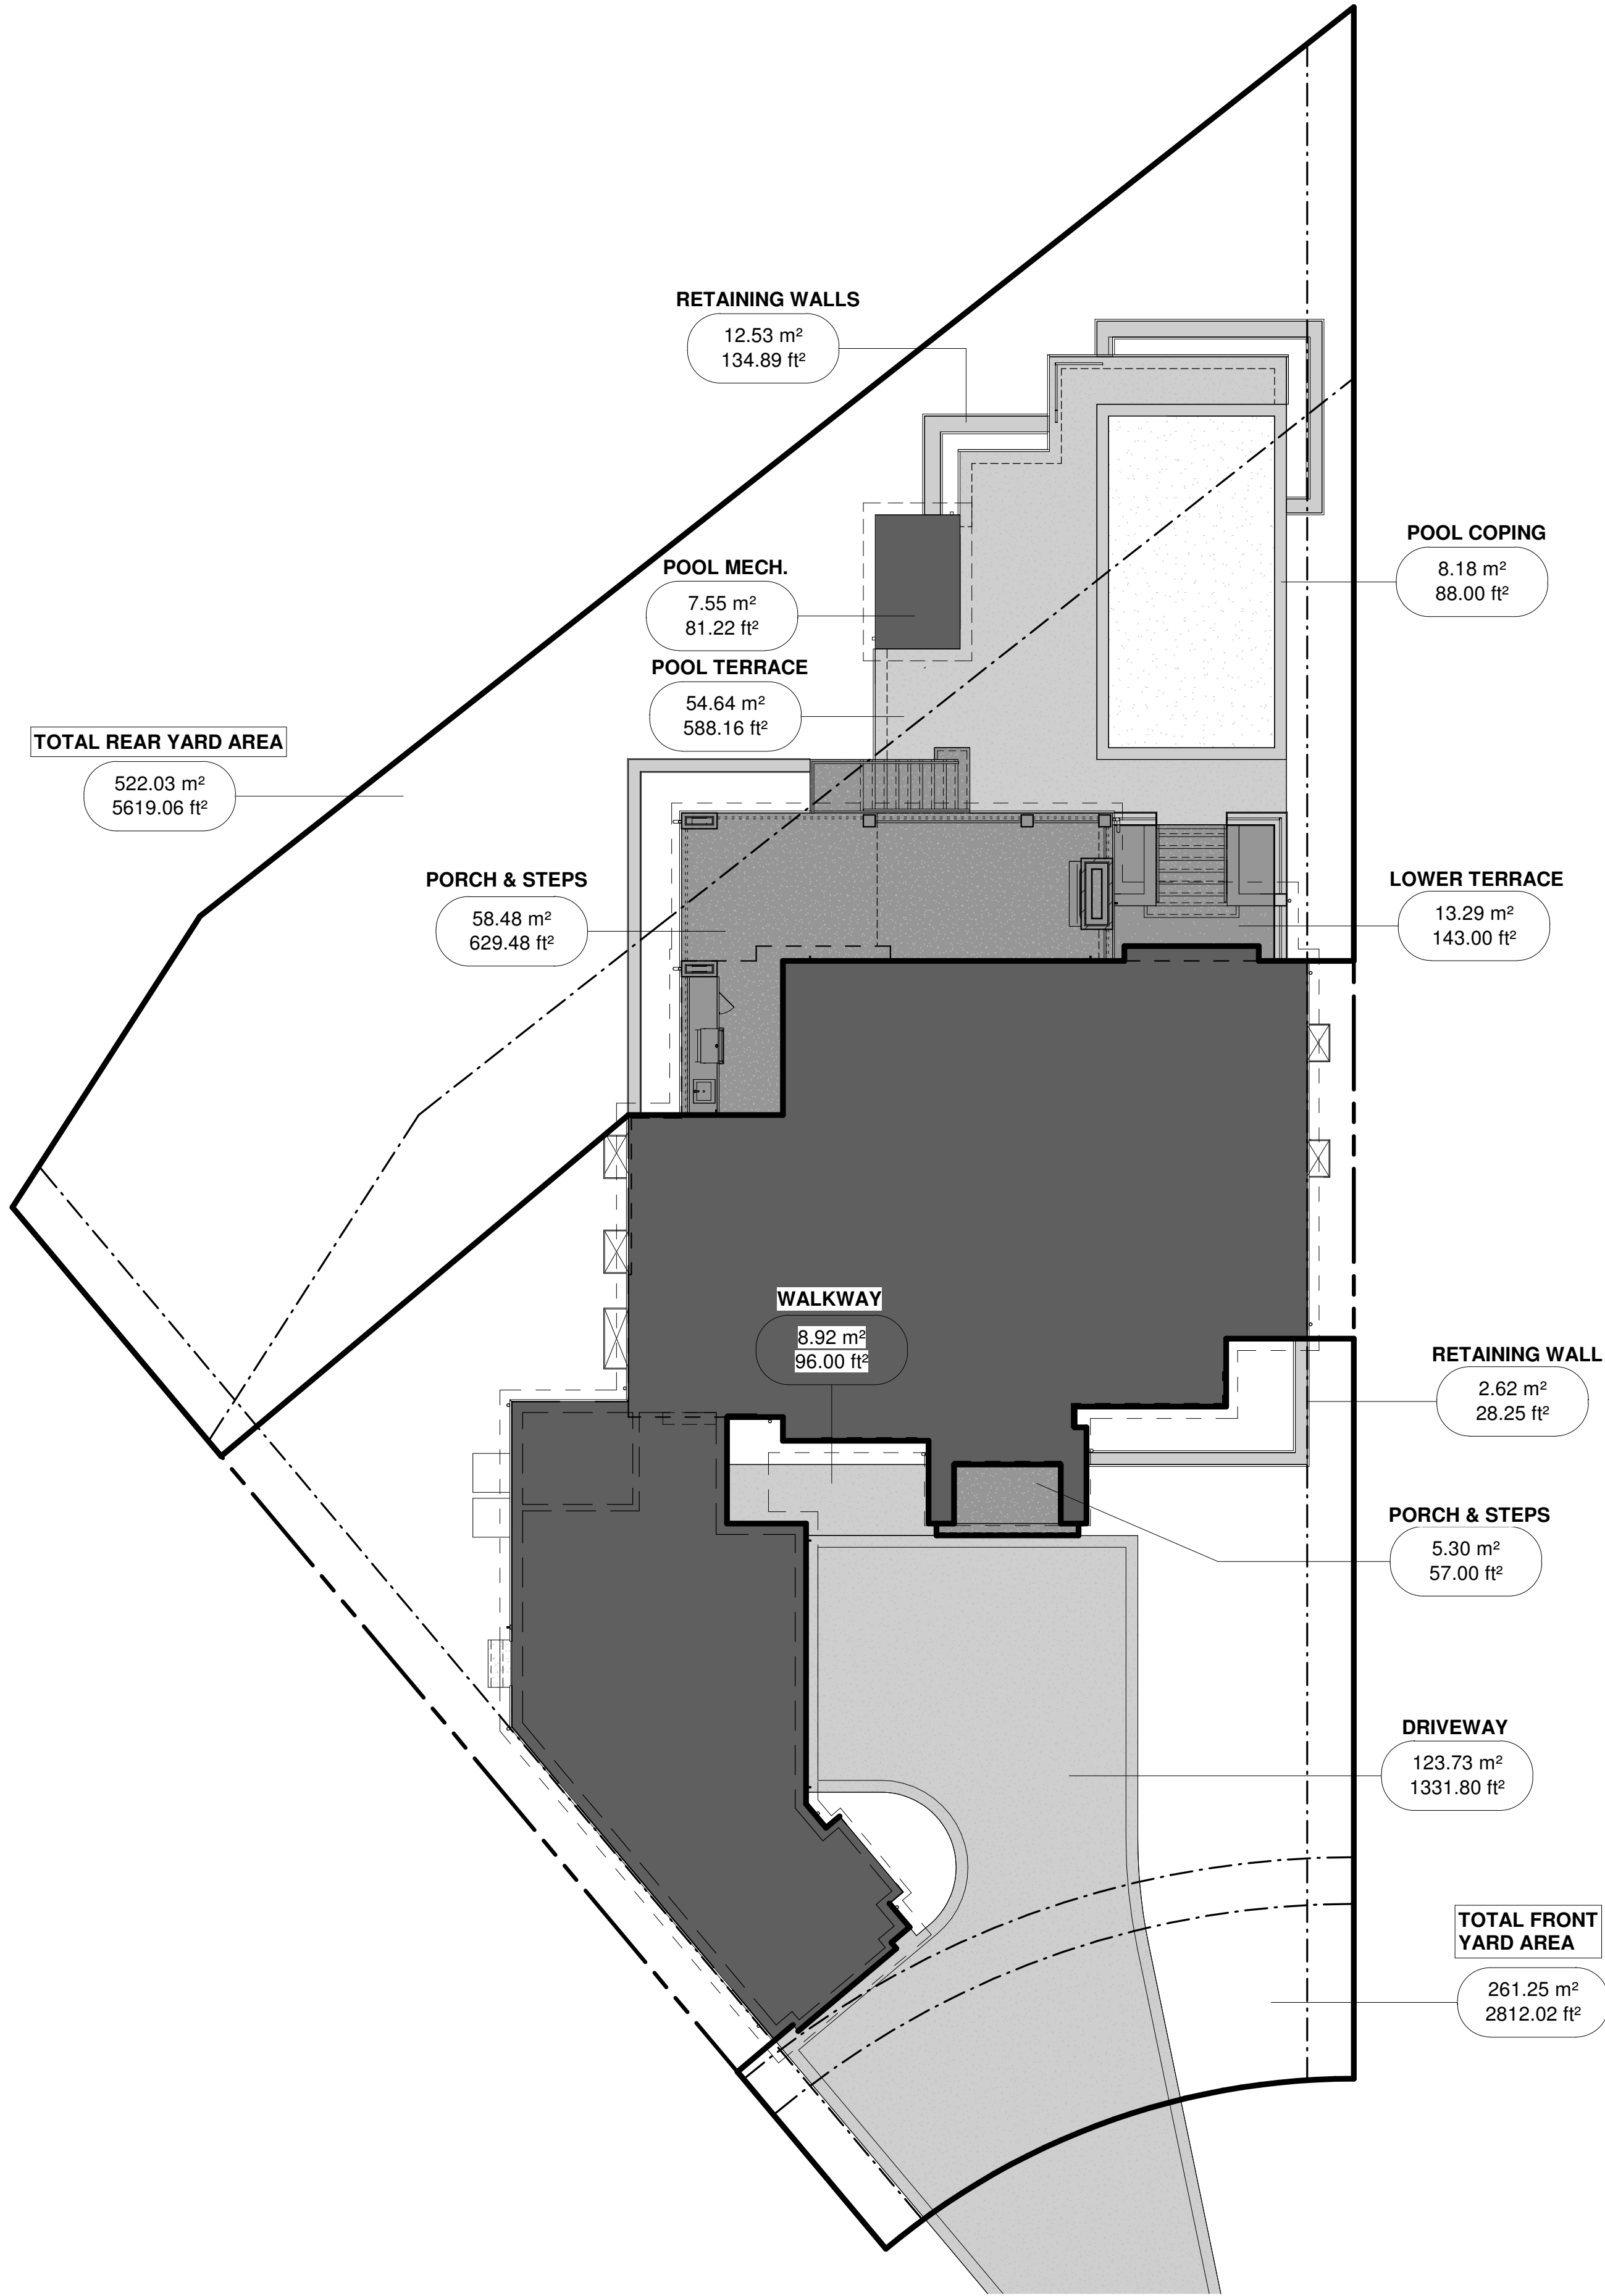 RETAINING WALLS
12.53 m²
134.89 ft²
POOL COPING
8.18 m²
88.00 ft²
POOL MECH.
7.55 m²
81.22 ft²
POOL TERRACE
54.64 m²
588.16 ft²
TOTAL REAR YARD AREA
522.03 m²
5619.06 ft²
PORCH & STEPS
58.48 m²
629.48 ft²
LOWER TERRACE
13.29 m²
143.00 ft²
WALKWAY
8.92 m²
96.00 ft²
RETAINING WALL
2.62 m²
28.25 ft²
PORCH & STEPS
5.30 m²
57.00 ft²
DRIVEWAY
123.73 m²
1331.80 ft²
TOTAL FRONT
YARD AREA
261.25 m²
2812.02 ft²